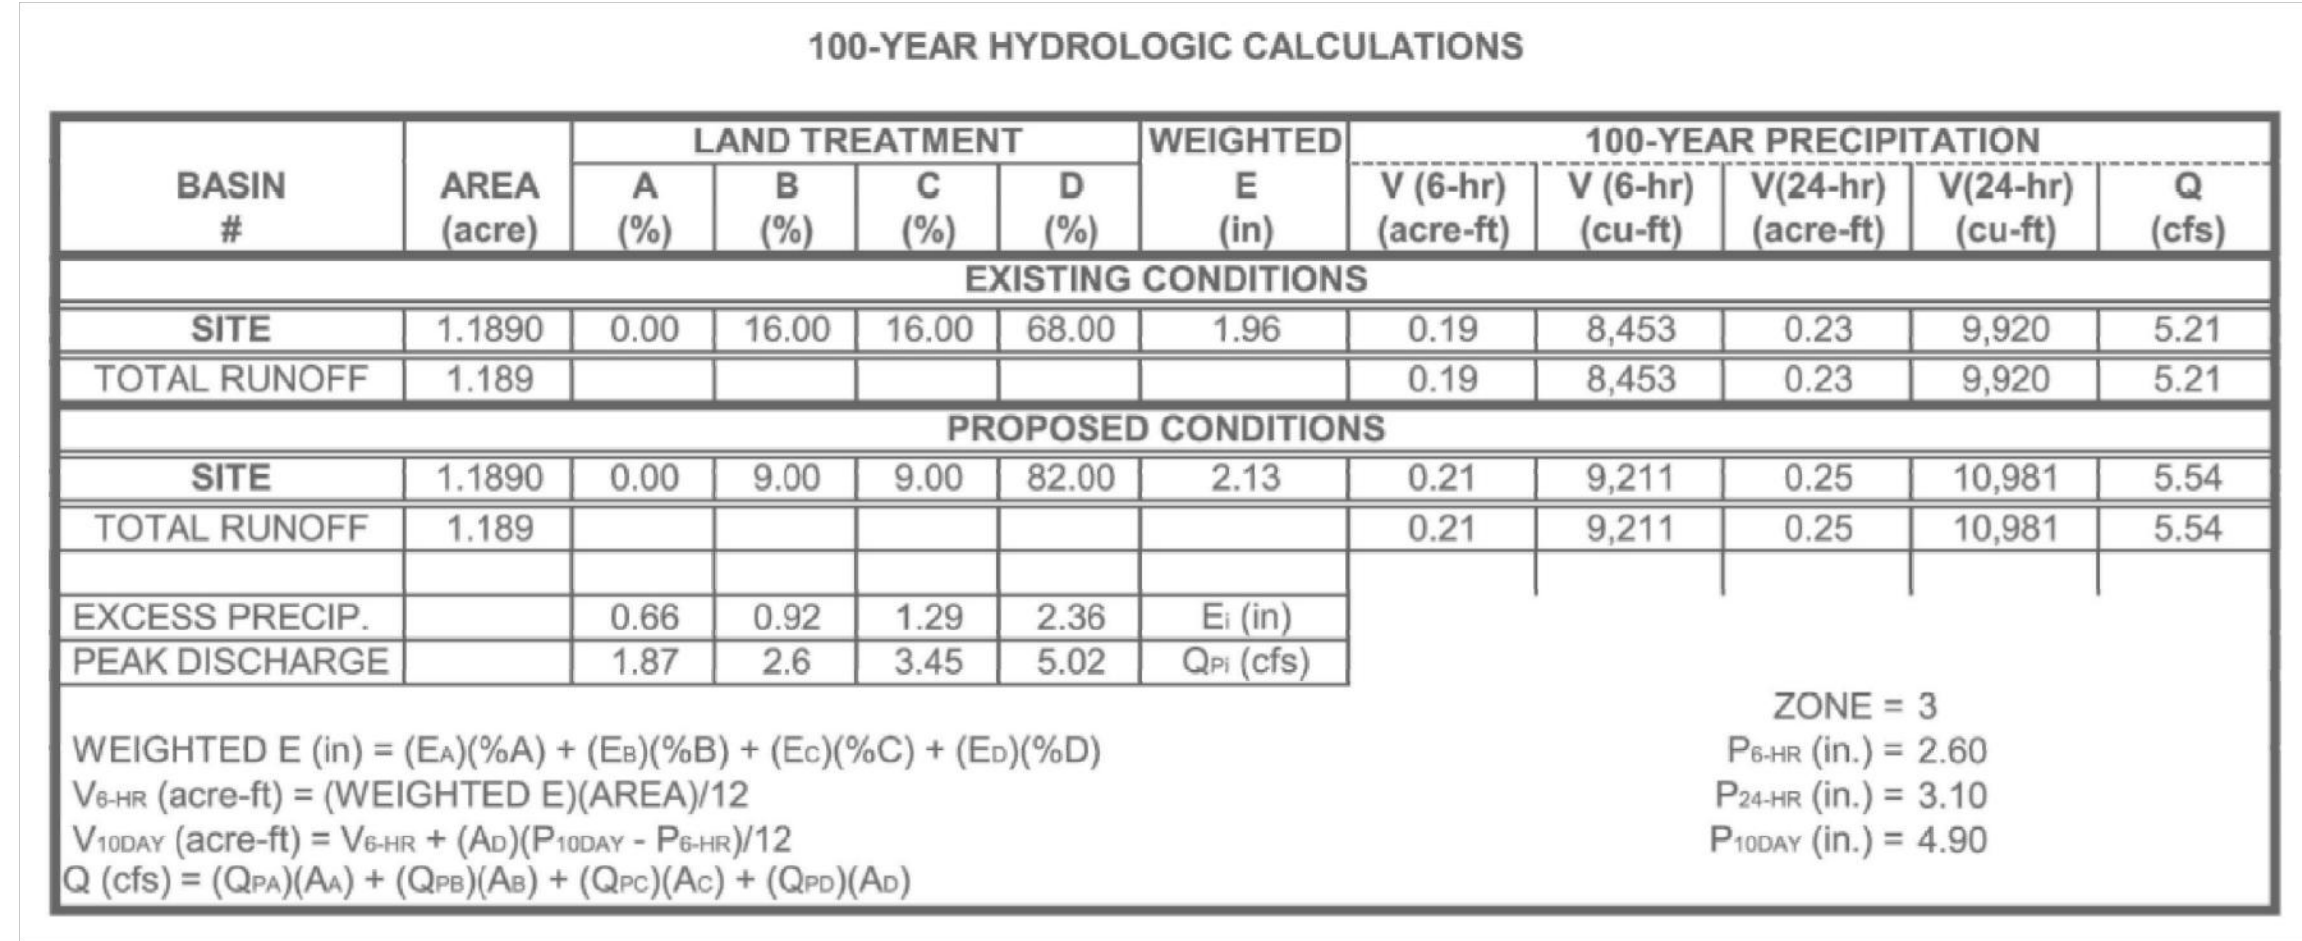 100-YEAR HYDROLOGIC CALCULATIONS
LAND TREATMENT WEIGHTED 100-YEAR PRECIPITATION
BASIN AREA A B C D E V (6-hr) V (6-hr) V(24-hr) V(24-hr) Q
# (acre) (%) (%) (%) (%) (in) (acre-ft) (cu-ft) (acre-ft) (cu-ft) (cfs)
EXISTING CONDITIONS
SITE 1.1890 0.00 16.00 16.00 68.00 1.96 0.19 8,453 0.23 9,920 5.21
TOTAL RUNOFF 1.189 0.19 8,453 0.23 9,920 5.21
PROPOSED CONDITIONS
SITE 1.1890 0.00 9.00 9.00 82.00 2.13 0.21 9,211 0.25 10,981 5.54
TOTAL RUNOFF 1.189 0.21 9,211 0.25 10,981 5.54
EXCESS PRECIP. 0.66 0.92 1.29 2.36 Ei (in)
PEAK DISCHARGE 1.87 2.6 3.45 5.02 QPi (cfs)
ZONE = 3
WEIGHTED E (in) = (EA)(%A) + (EB)(%B) + (EC)(%C) + (ED)(%D) P6-HR (in.) = 2.60
V6-HR (acre-ft) = (WEIGHTED E)(AREA)/12 P24-HR (in.) = 3.10
V10DAY (acre-ft) = V6-HR + (AD)(P10DAY - P6-HR)/12 P10DAY (in.) = 4.90
Q (cfs) = (QPA)(AA) + (QPB)(AB) + (QPC)(AC) + (QPD)(AD)